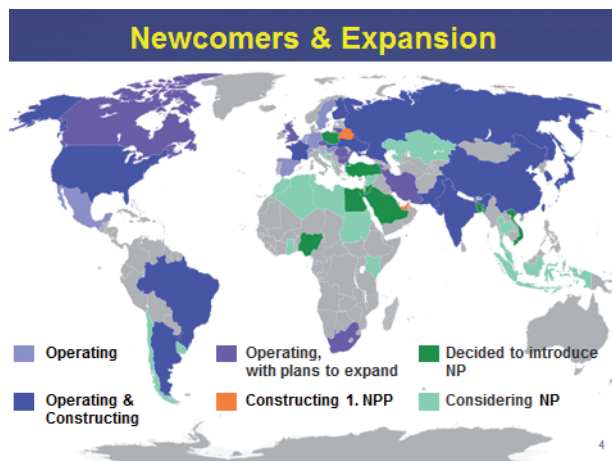 Newcomers & Expansion
Operating
Operating,
with plans to expand
Decided to introduce
NP
Operating &
Constructing
Constructing 1. NPP
Considering NP
4